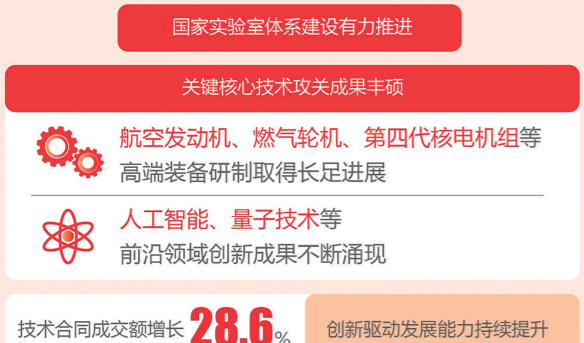 国家实验室体系建设有力推进
关键核心技术攻关成果丰硕
航空发动机、燃气轮机、第四代核电机组等
高端装备研制取得长足进展
人工智能、量子技术等
前沿领域创新成果不断涌现
技术合同成交额增长 28.6%
创新驱动发展能力持续提升